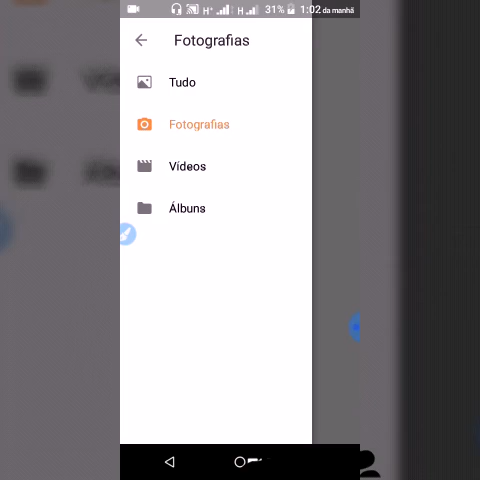 H+ H 31% 1:02 da manhã
Fotografias
Tudo
Fotografias
Vídeos
Álbuns